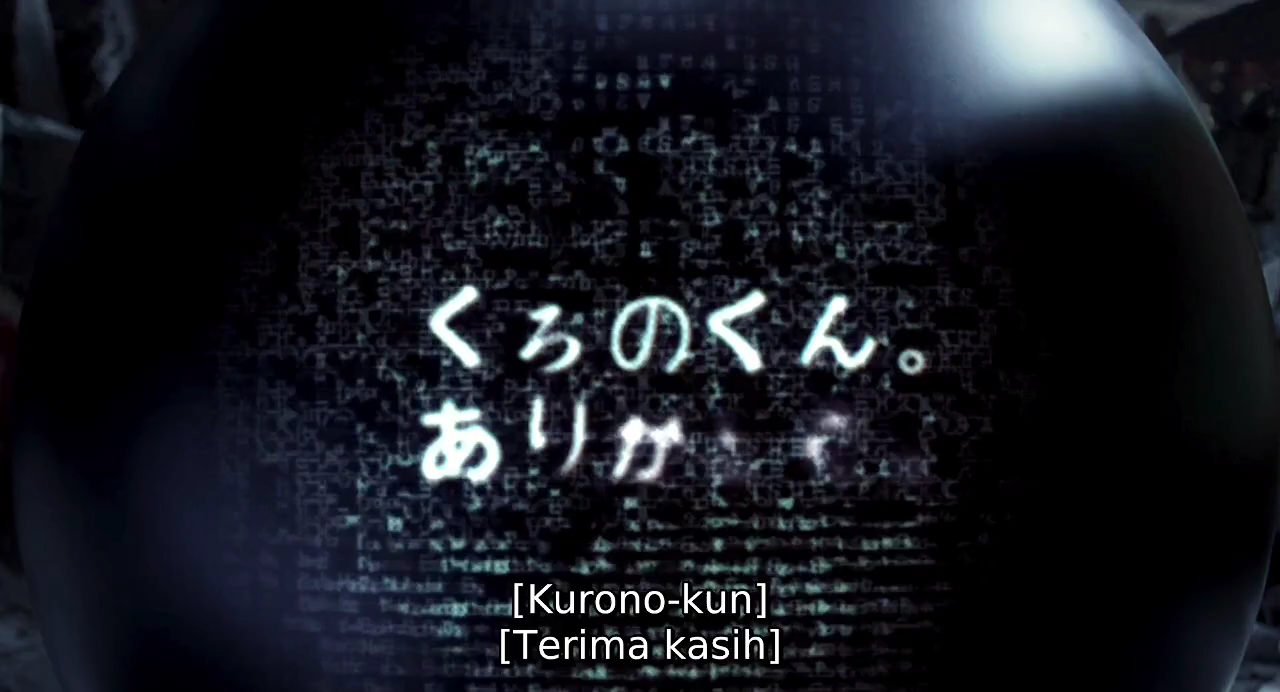 くろのくん。
ありが
[Kurono-kun]
[Terima kasih]